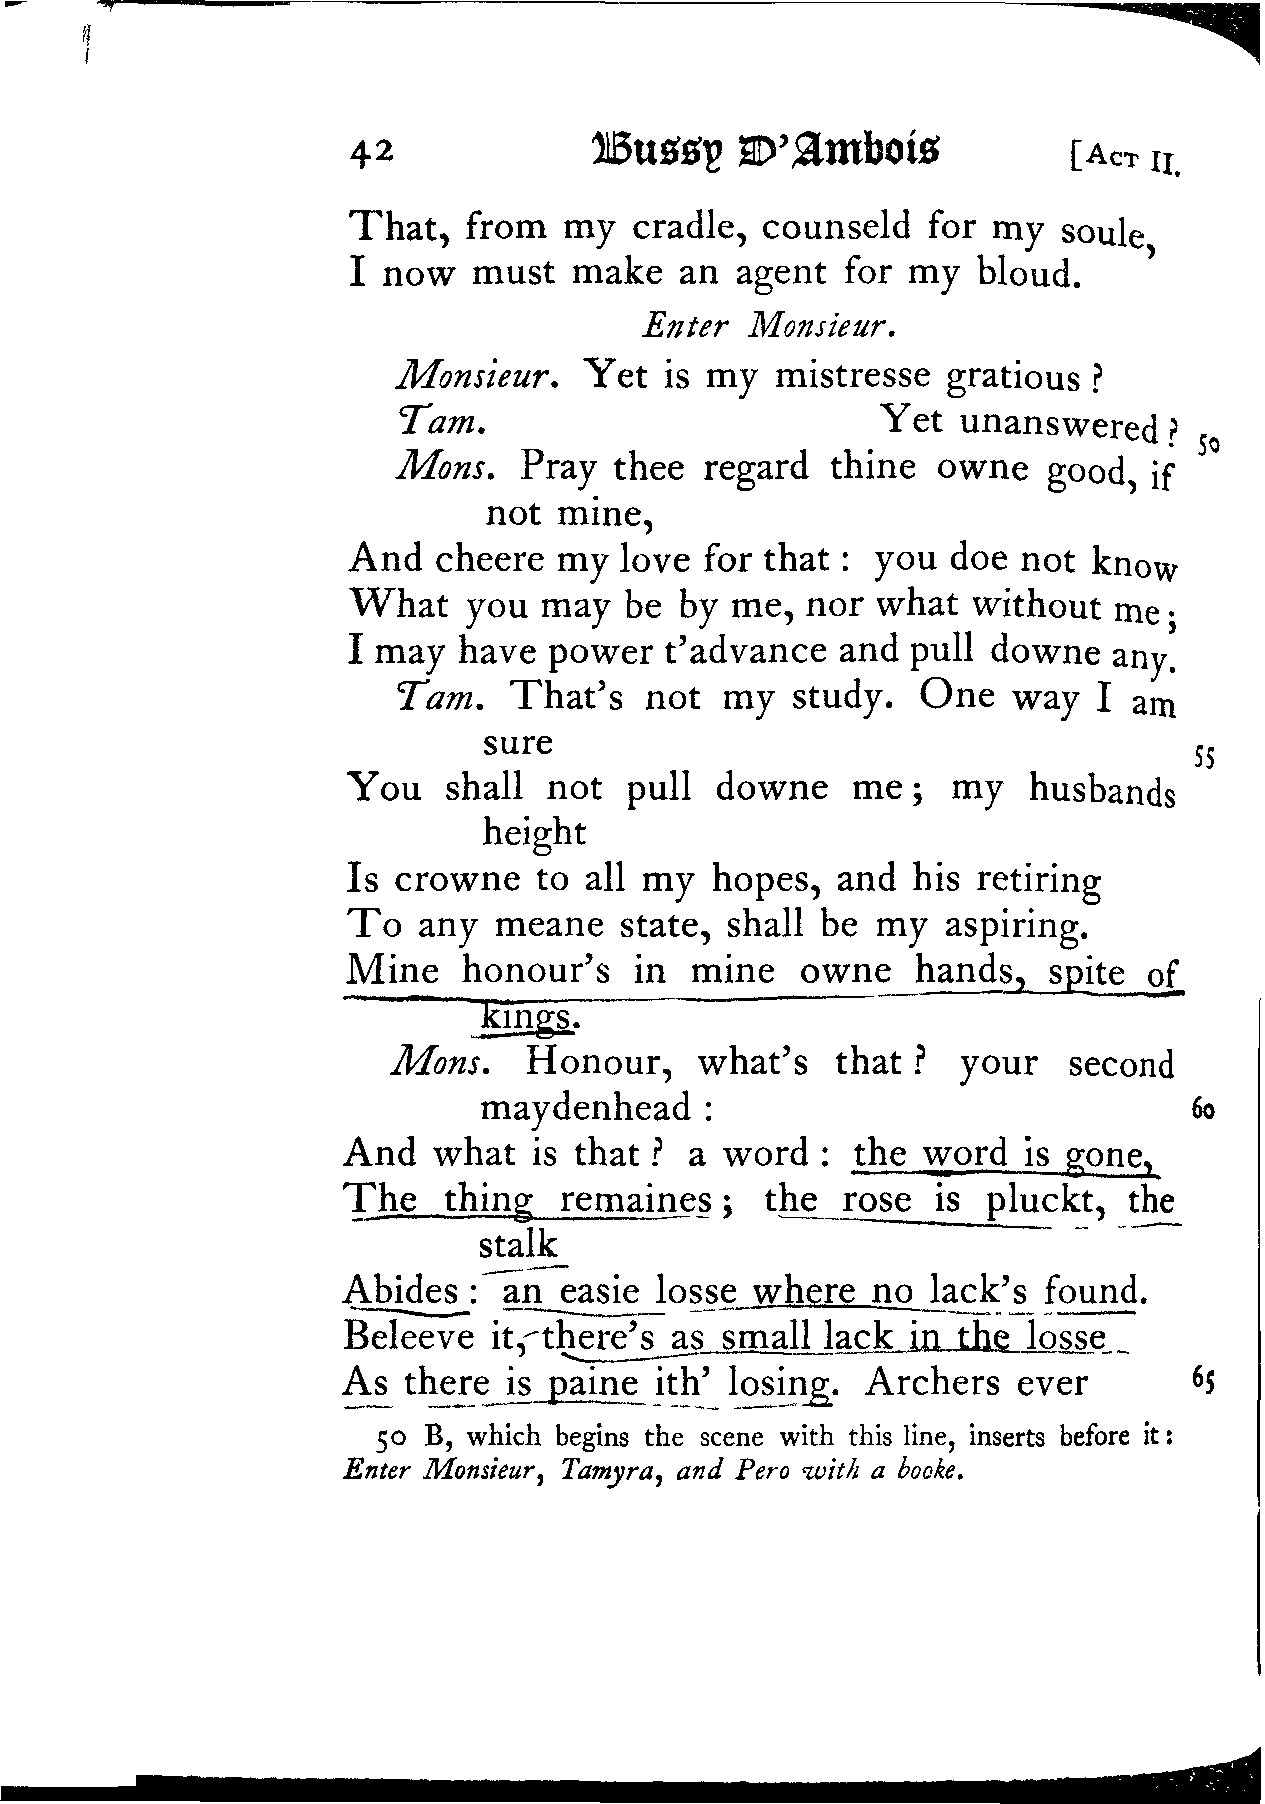 42 Bussy D'Ambois [ACT II.
That, from my cradle, counseld for my soule,
I now must make an agent for my bloud.
Enter Monsieur.
Monsieur. Yet is my mistresse gratious ?
Tam. Yet unanswered ? 50
Mons. Pray thee regard thine owne good, if
not mine,
And cheere my love for that : you doe not know
What you may be by me, nor what without me ;
I may have power t'advance and pull downe any.
Tam. That's not my study. One way I am
sure 55
You shall not pull downe me ; my husbands
height
Is crowne to all my hopes, and his retiring
To any meane state, shall be my aspiring.
Mine honour's in mine owne hands, spite of
kings.
Mons. Honour, what's that ? your second
maydenhead : 60
And what is that ? a word : the word is gone,
The thing remaines ; the rose is pluckt, the
stalk
Abides : an easie losse where no lack's found.
Beleeve it, there's as small lack in the losse
As there is paine ith' losing. Archers ever 65
50 B, which begins the scene with this line, inserts before it :
Enter Monsieur, Tamyra, and Pero with a booke.